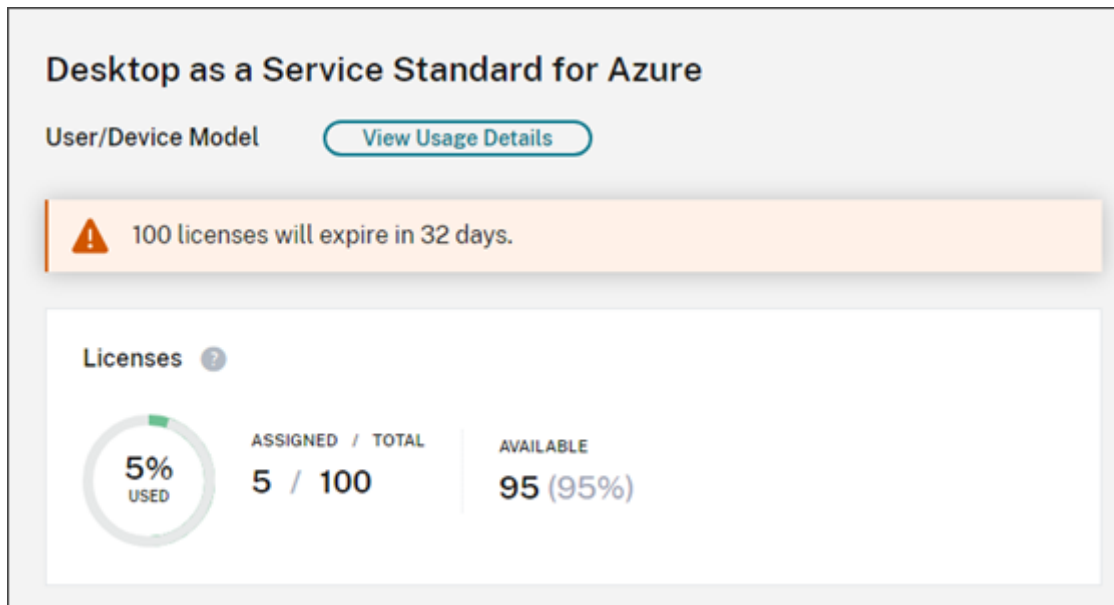 Desktop as a Service Standard for Azure
User/Device Model View Usage Details
100 licenses will expire in 32 days.
Licenses ?
ASSIGNED / TOTAL AVAILABLE
5% 5 / 100 95 (95%)
USED